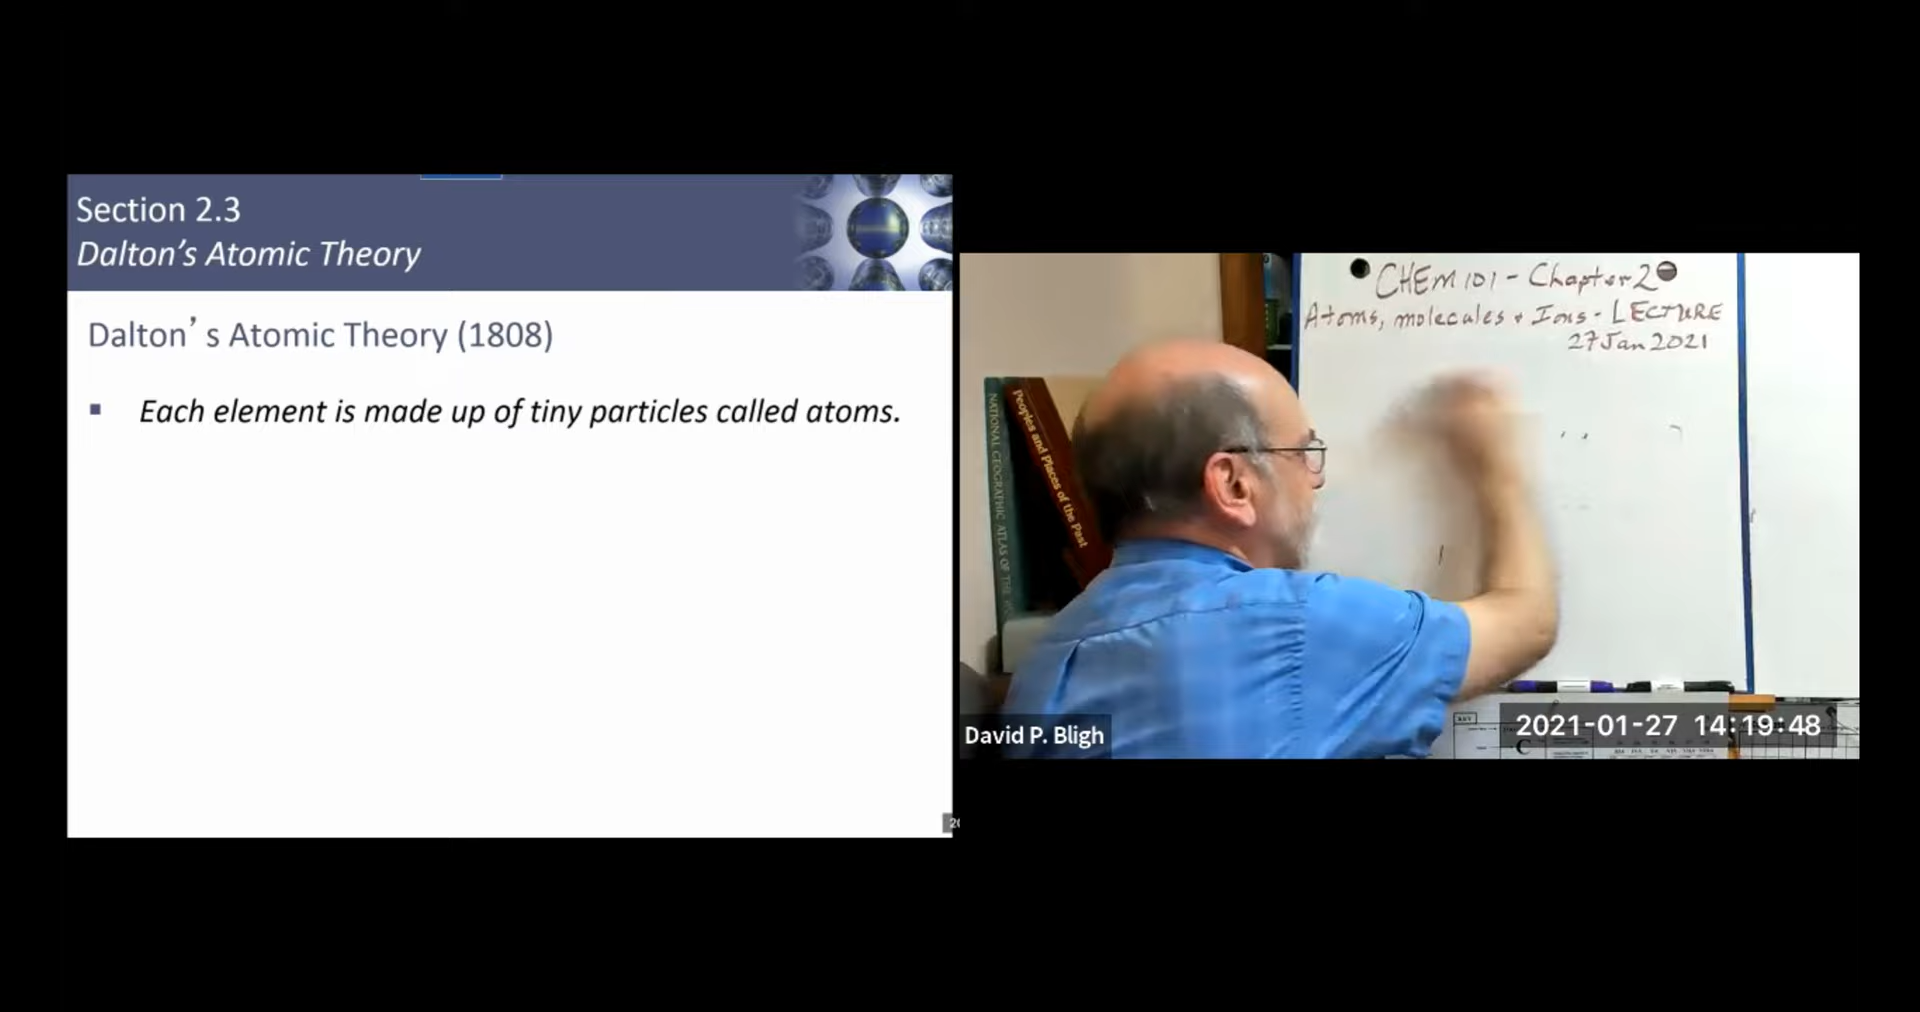 Section 2.3
Dalton's Atomic Theory
Dalton's Atomic Theory (1808)
▪ Each element is made up of tiny particles called atoms.
CHEM 101 - Chapter 2
Atoms, molecules + Ions - LECTURE
27 Jan 2021
NATIONAL GEOGRAPHIC ATLAS OF THE
Peoples and Places of the Past
KEY
C
David P. Bligh
2021-01-27 14:19:48